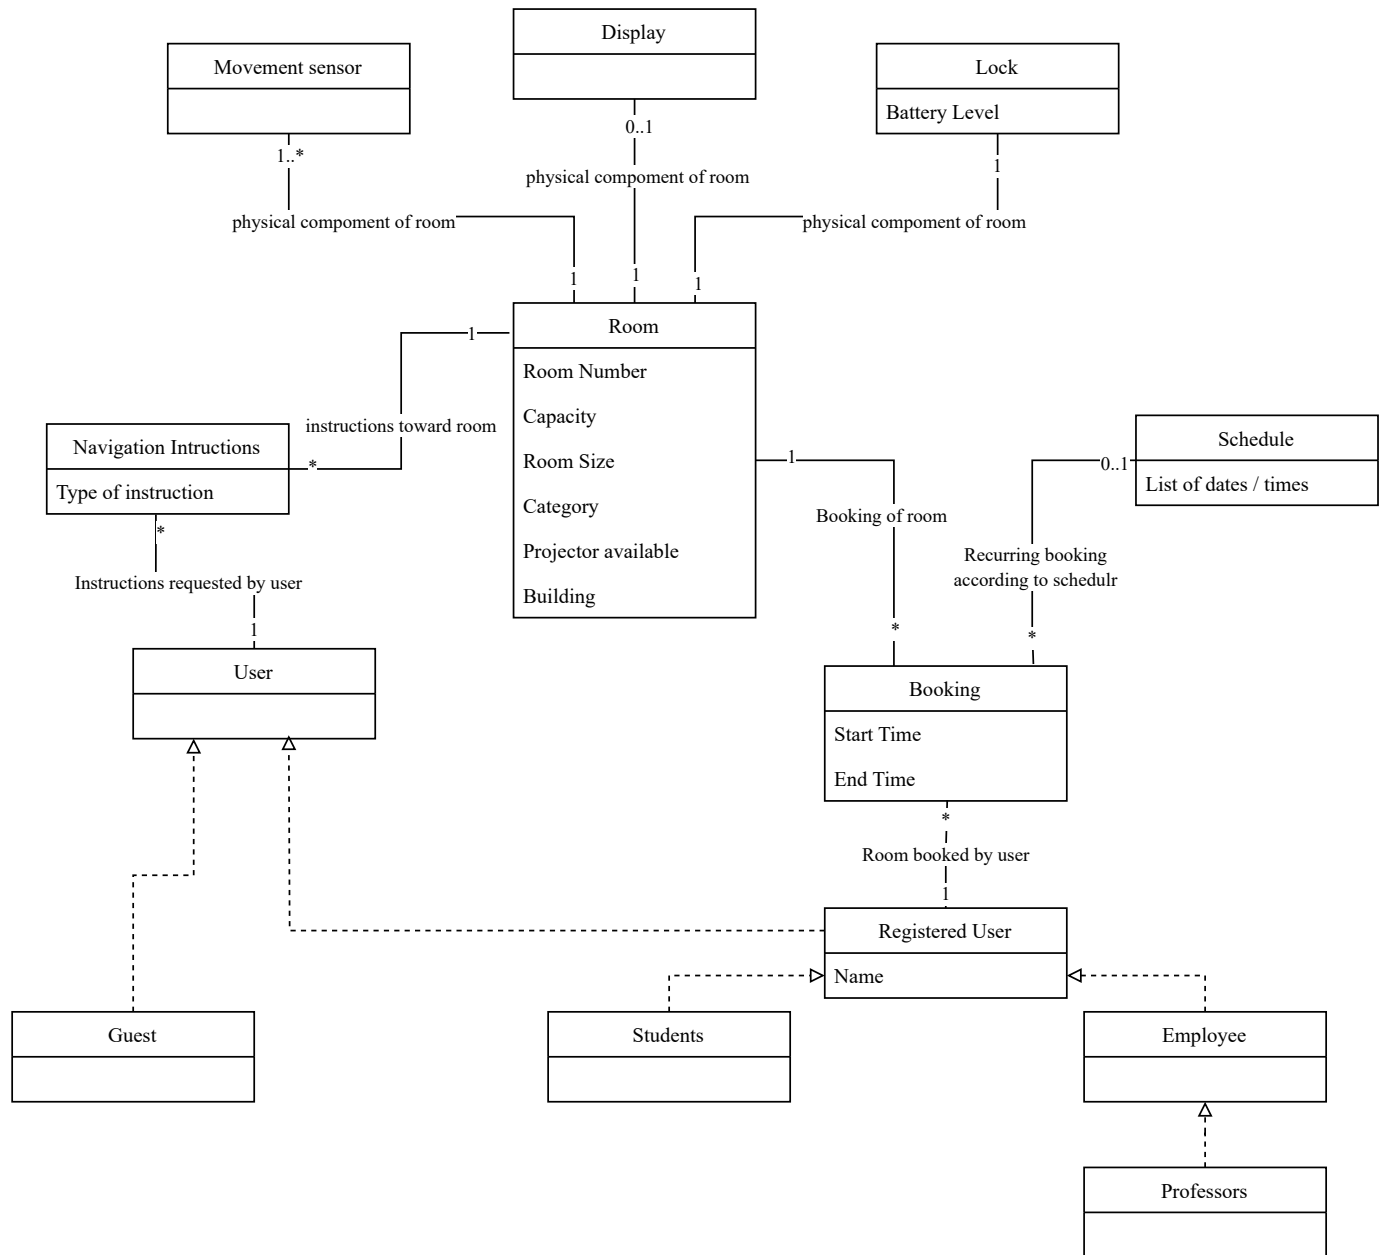 Display
Movement sensor
Lock
Battery Level
0..1
1..*
1
physical compoment of room
physical compoment of room
physical compoment of room
1
1
1
Room
1
Room Number
Capacity
instructions toward room
Schedule
Navigation Intructions
1
Room Size
*
0..1
List of dates / times
Type of instruction
Category
Booking of room
*
Projector available
Recurring booking
according to schedulr
Instructions requested by user
Building
1
*
*
User
Booking
Start Time
End Time
*
Room booked by user
1
Registered User
Name
Guest
Students
Employee
Professors